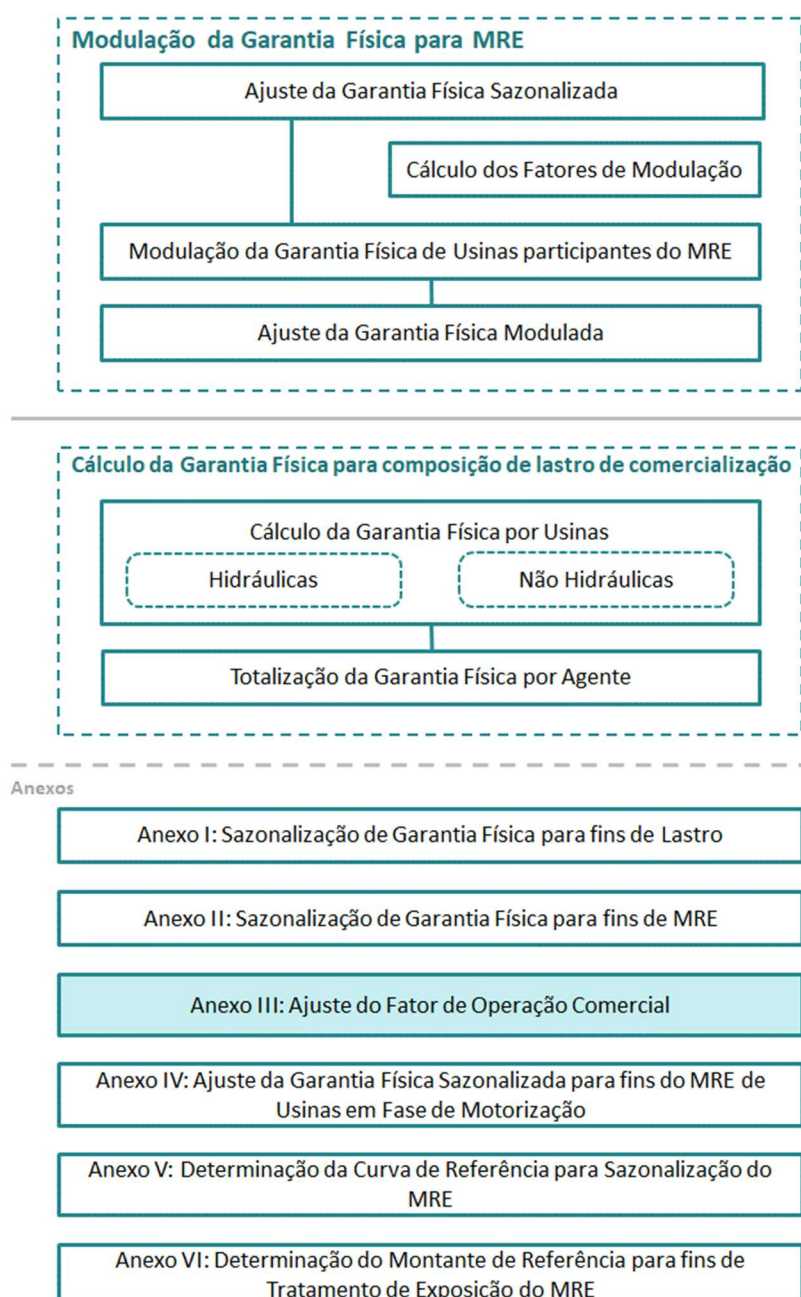 Modulação da Garantia Física para MRE
Ajuste da Garantia Física Sazonalizada
Cálculo dos Fatores de Modulação
Modulação da Garantia Física de Usinas participantes do MRE
Ajuste da Garantia Física Modulada
Cálculo da Garantia Física para composição de lastro de comercialização
Cálculo da Garantia Física por Usinas
Hidráulicas
Não Hidráulicas
Totalização da Garantia Física por Agente
Anexos
Anexo I: Sazonalização de Garantia Física para fins de Lastro
Anexo II: Sazonalização de Garantia Física para fins de MRE
Anexo III: Ajuste do Fator de Operação Comercial
Anexo IV: Ajuste da Garantia Física Sazonalizada para fins do MRE de
Usinas em Fase de Motorização
Anexo V: Determinação da Curva de Referência para Sazonalização do
MRE
Anexo VI: Determinação do Montante de Referência para fins de
Tratamento de Exposição do MRE